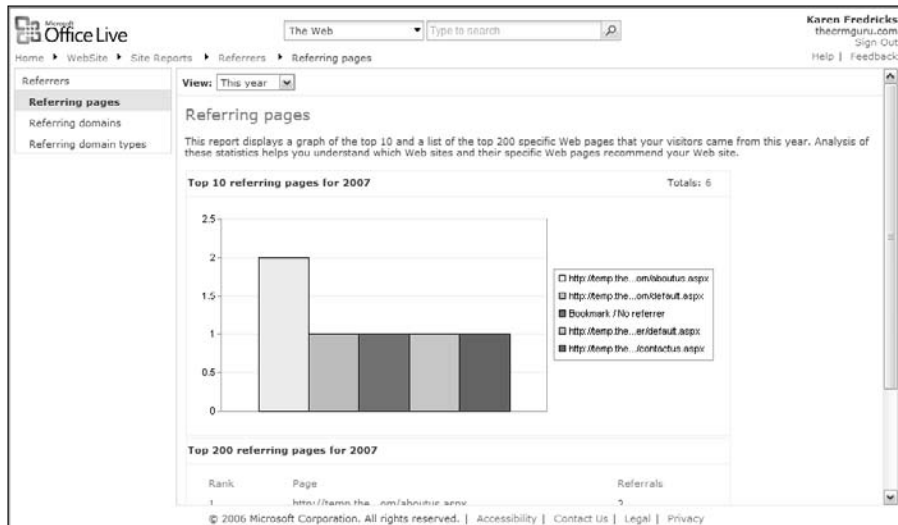 Microsoft
Office Live
The Web
Type to search
Karen Fredricks
thecrmguru.com
Sign Out
Help | Feedback
Home WebSite Site Reports Referrers Referring pages
Referrers
Referring pages
Referring domains
Referring domain types
View: This year
Referring pages
This report displays a graph of the top 10 and a list of the top 200 specific Web pages that your visitors came from this year. Analysis of
these statistics helps you understand which Web sites and their specific Web pages recommend your Web site.
Top 10 referring pages for 2007 Totals: 6
2.5
2
1.5
1
0.5
0
http://temp.the...om/aboutus.aspx
http://temp.the...om/default.aspx
Bookmark / No referrer
http://temp.the...er/default.aspx
http://temp.the.../contactus.aspx
Top 200 referring pages for 2007
Rank Page Referrals
1 http://temp.the...om/aboutus.aspx 2
© 2006 Microsoft Corporation. All rights reserved. | Accessibility | Contact Us | Legal | Privacy